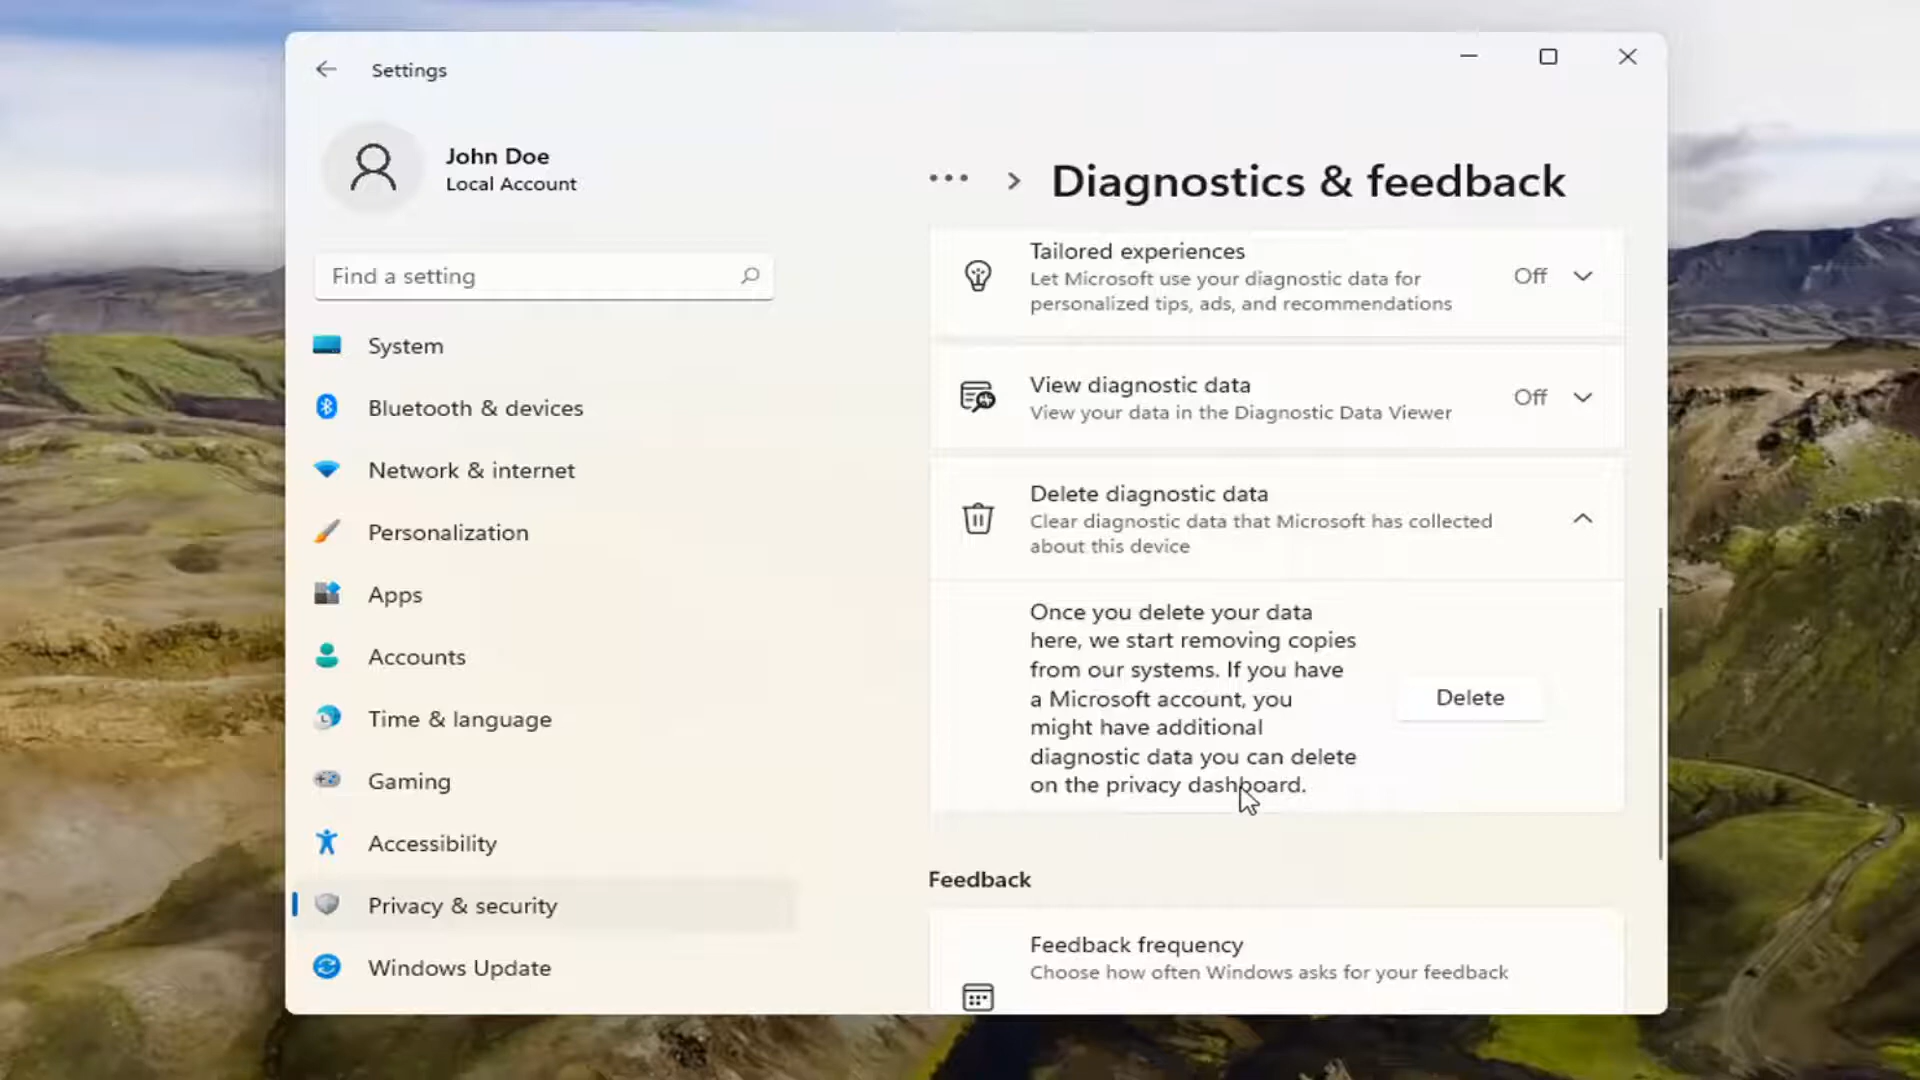 Settings
John Doe
Local Account
Find a setting
System
Bluetooth & devices
Network & internet
Personalization
Apps
Accounts
Time & language
Gaming
Accessibility
Privacy & security
Windows Update
Diagnostics & feedback
Tailored experiences
Let Microsoft use your diagnostic data for
personalized tips, ads, and recommendations
Off
View diagnostic data
View your data in the Diagnostic Data Viewer
Off
Delete diagnostic data
Clear diagnostic data that Microsoft has collected
about this device
Once you delete your data
here, we start removing copies
from our systems. If you have
a Microsoft account, you
might have additional
diagnostic data you can delete
on the privacy dashboard.
Delete
Feedback
Feedback frequency
Choose how often Windows asks for your feedback